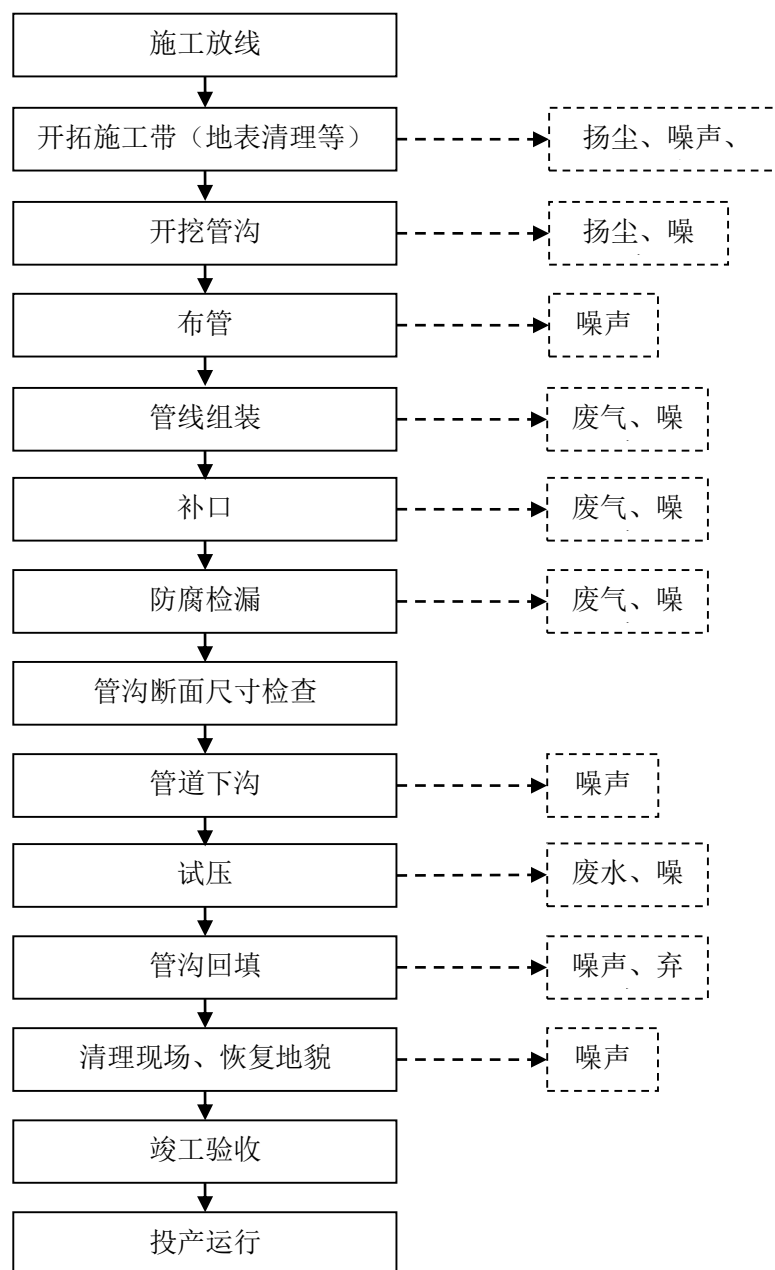 施工放线
开拓施工带（地表清理等）
扬尘、噪声、
开挖管沟
扬尘、噪
布管
噪声
管线组装
废气、噪
补口
废气、噪
防腐检漏
废气、噪
管沟断面尺寸检查
管道下沟
噪声
试压
废水、噪
管沟回填
噪声、弃
清理现场、恢复地貌
噪声
竣工验收
投产运行